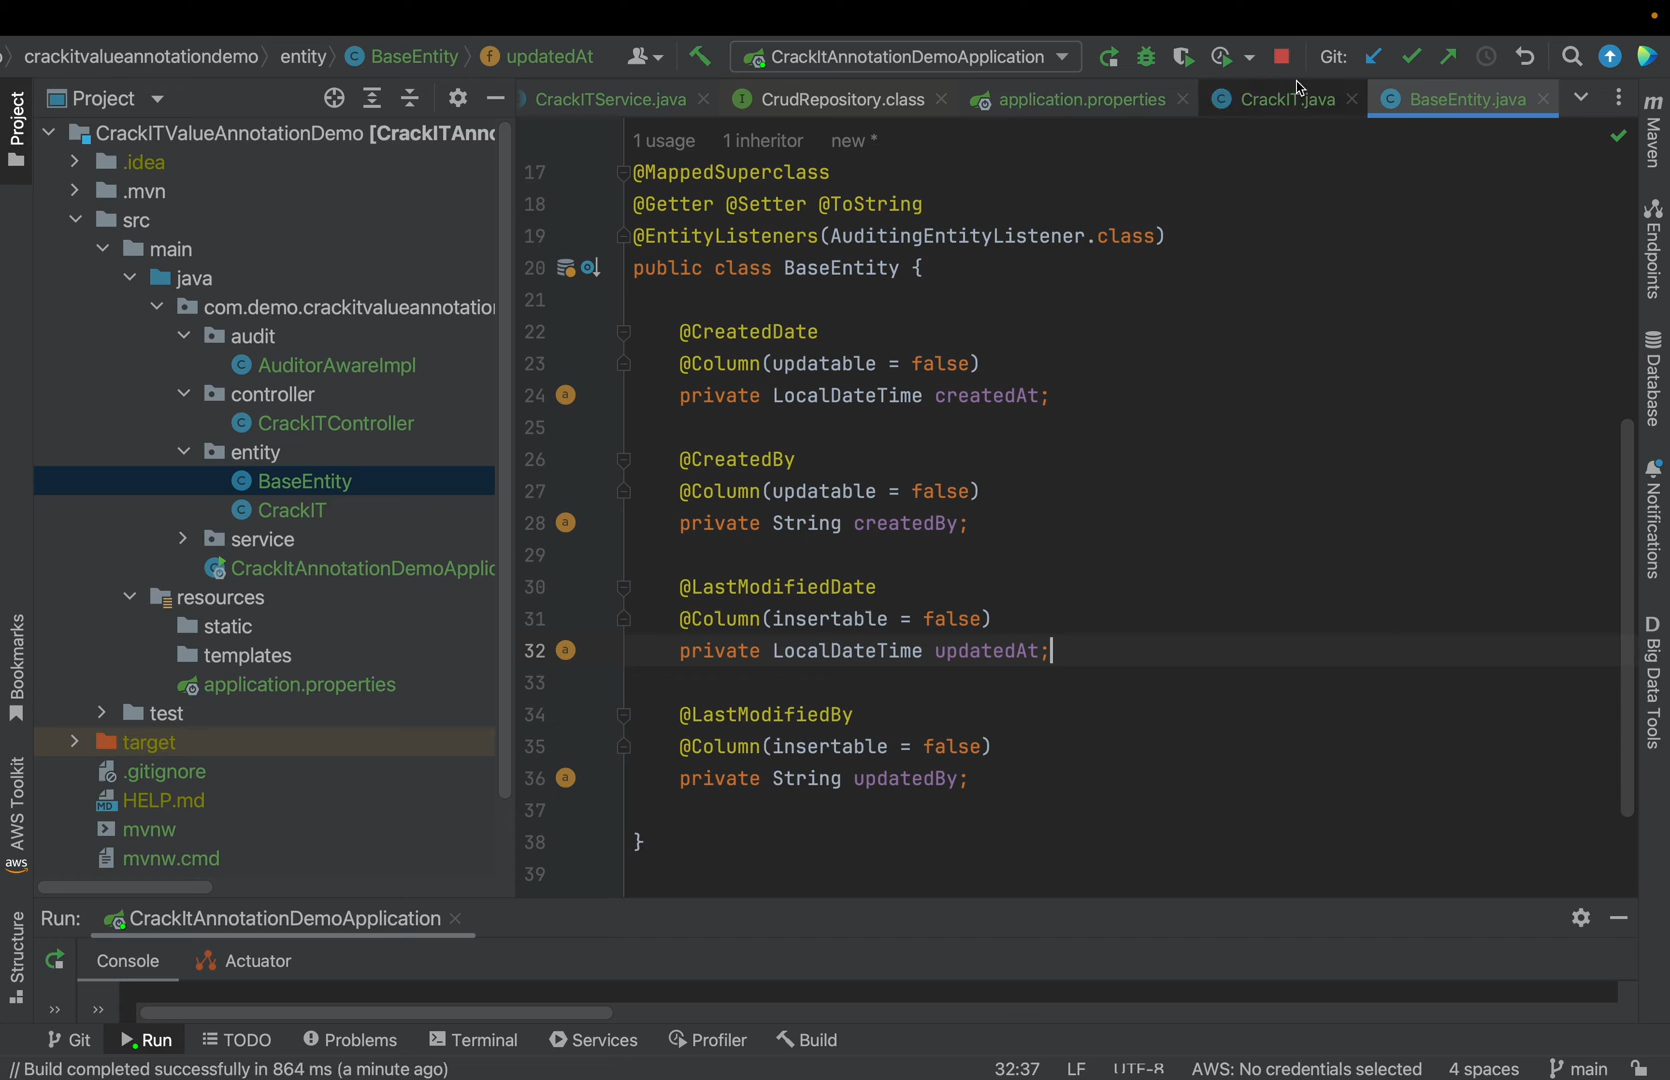 crackitvalueannotationdemo entity BaseEntity updatedAt CrackItAnnotationDemoApplication Git:
Project CrackITService.java CrudRepository.class application.properties CrackIT.java BaseEntity.java
Project
Maven
Endpoints
Database
Notifications
Big Data Tools
Bookmarks
AWS Toolkit
aws
Structure
CrackITValueAnnotationDemo [CrackITAnno
.idea
.mvn
src
main
java
com.demo.crackitvalueannotation
audit
AuditorAwareImpl
controller
CrackITController
entity
BaseEntity
CrackIT
service
CrackItAnnotationDemoApplic
resources
static
templates
application.properties
test
target
.gitignore
HELP.md
mvnw
mvnw.cmd
1 usage 1 inheritor new *
17 @MappedSuperclass
18 @Getter @Setter @ToString
19 @EntityListeners(AuditingEntityListener.class)
20 public class BaseEntity {
21
22 @CreatedDate
23 @Column(updatable = false)
24 private LocalDateTime createdAt;
25
26 @CreatedBy
27 @Column(updatable = false)
28 private String createdBy;
29
30 @LastModifiedDate
31 @Column(insertable = false)
32 private LocalDateTime updatedAt;
33
34 @LastModifiedBy
35 @Column(insertable = false)
36 private String updatedBy;
37
38 }
39
Run: CrackItAnnotationDemoApplication
Console Actuator
Git Run TODO Problems Terminal Services Profiler Build
// Build completed successfully in 864 ms (a minute ago) 32:37 LF UTF-8 AWS: No credentials selected 4 spaces main